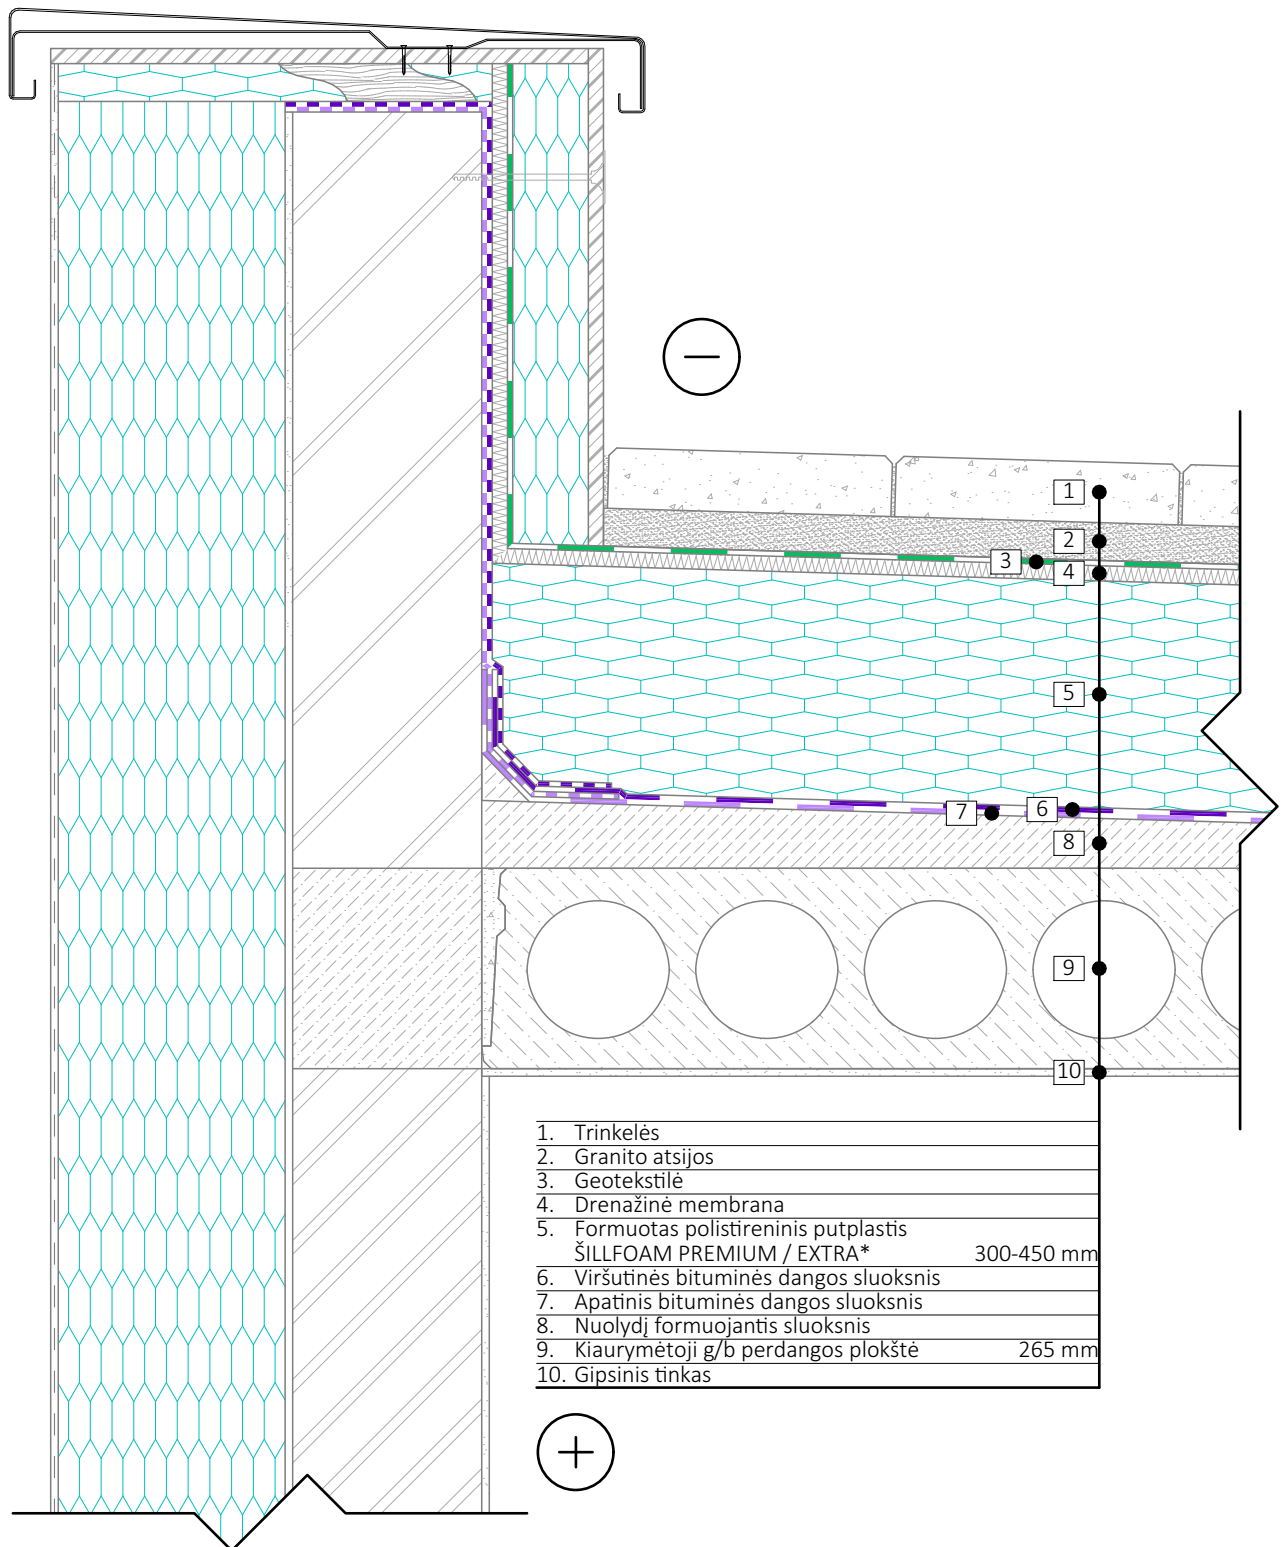 −
1
2
3
4
5
6
7
8
9
10
1. Trinkelės
2. Granito atsijos
3. Geotekstilė
4. Drenažinė membrana
5. Formuotas polistireninis putplastis
ŠILLFOAM PREMIUM / EXTRA* 300-450 mm
6. Viršutinės bituminės dangos sluoksnis
7. Apatinis bituminės dangos sluoksnis
8. Nuolydį formuojantis sluoksnis
9. Kiaurymėtoji g/b perdangos plokštė 265 mm
10. Gipsinis tinkas
+